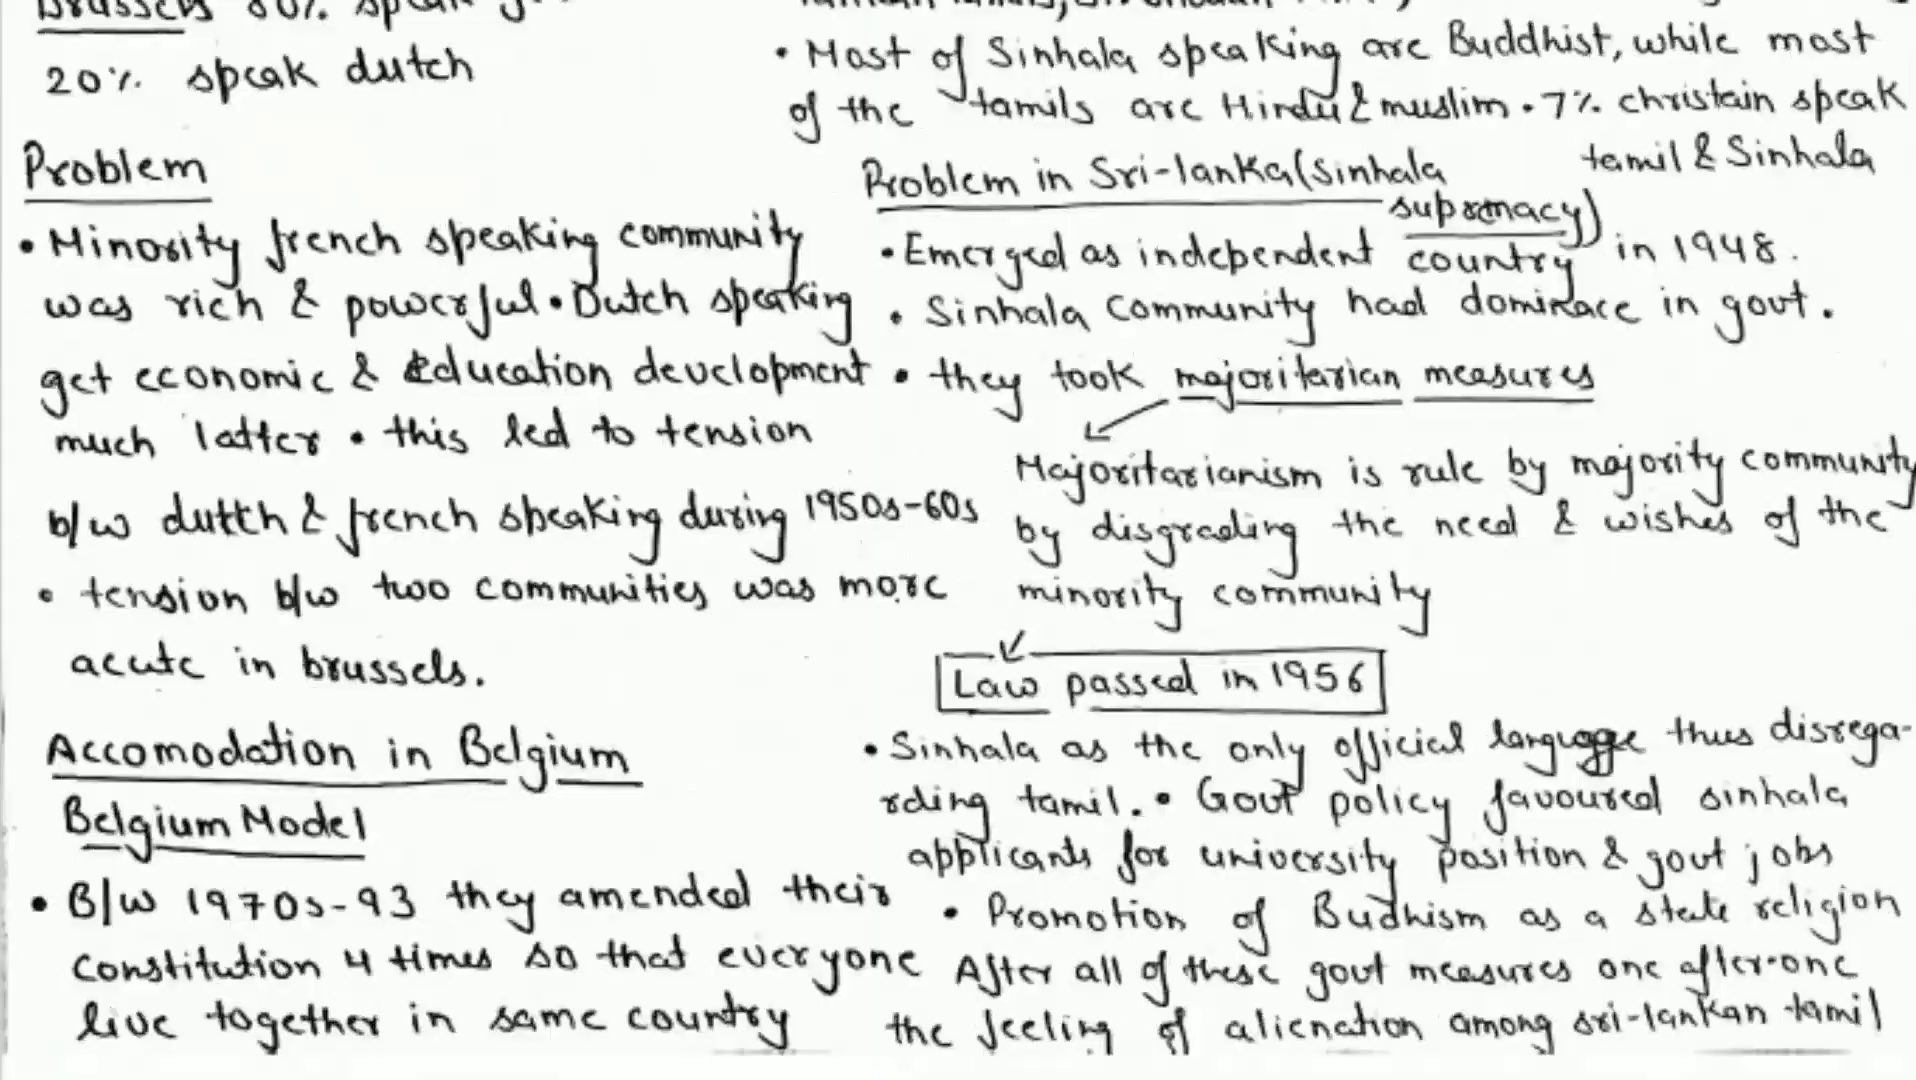 Brussels 80% speak
20% speak dutch
Problem
• Minority french speaking community
was rich & powerful • Dutch speaking
get economic & education development
much latter • this led to tension
b/w dutch & french speaking during 1950s-60s
• tension b/w two communities was more
acute in brussels.
Accomodation in Belgium
Belgium Model
• B/W 1970s-93 they amended their
constitution 4 times so that everyone
live together in same country
• Most of Sinhala speaking are Buddhist, while most
of the tamils are Hindu & muslim. 7% christain speak
tamil & Sinhala
Problem in Sri-lanka (Sinhala
supremacy)
• Emerged as independent country in 1948.
• Sinhala community had dominace in govt.
• they took majoritarian measures
Majoritarianism is rule by majority community
by disgrading the need & wishes of the
minority community
Law passed in 1956
• Sinhala as the only official language thus disrega-
rding tamil. • Govt policy favoured sinhala
applicants for university position & govt jobs
• Promotion of Budhism as a state religion
After all of these govt measures one after-one
the feeling of alienation among sri-lankan tamil